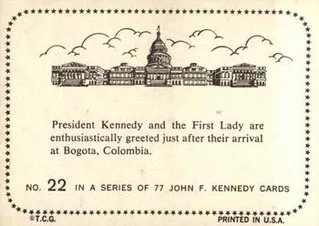 President Kennedy and the First Lady are
enthusiastically greeted just after their arrival
at Bogota, Colombia.
NO. 22 IN A SERIES OF 77 JOHN F. KENNEDY CARDS
©T.C.G. PRINTED IN U.S.A.